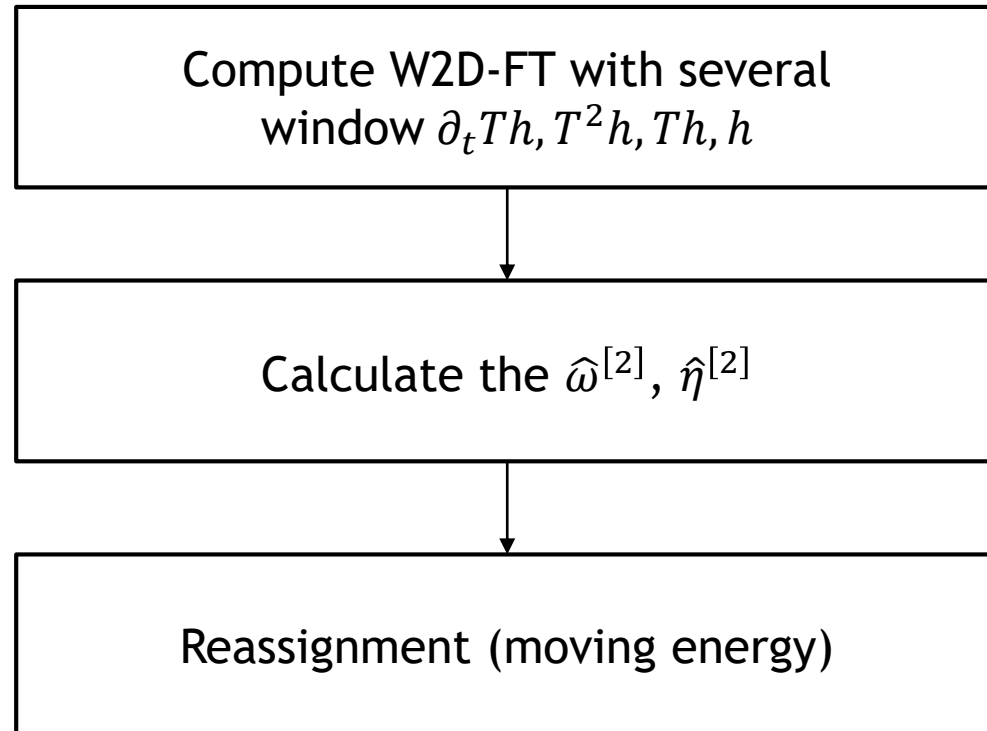 Compute W2D-FT with several
window ∂ₜTh, T²h, Th, h
Calculate the ω̂^[2], η̂^[2]
Reassignment (moving energy)